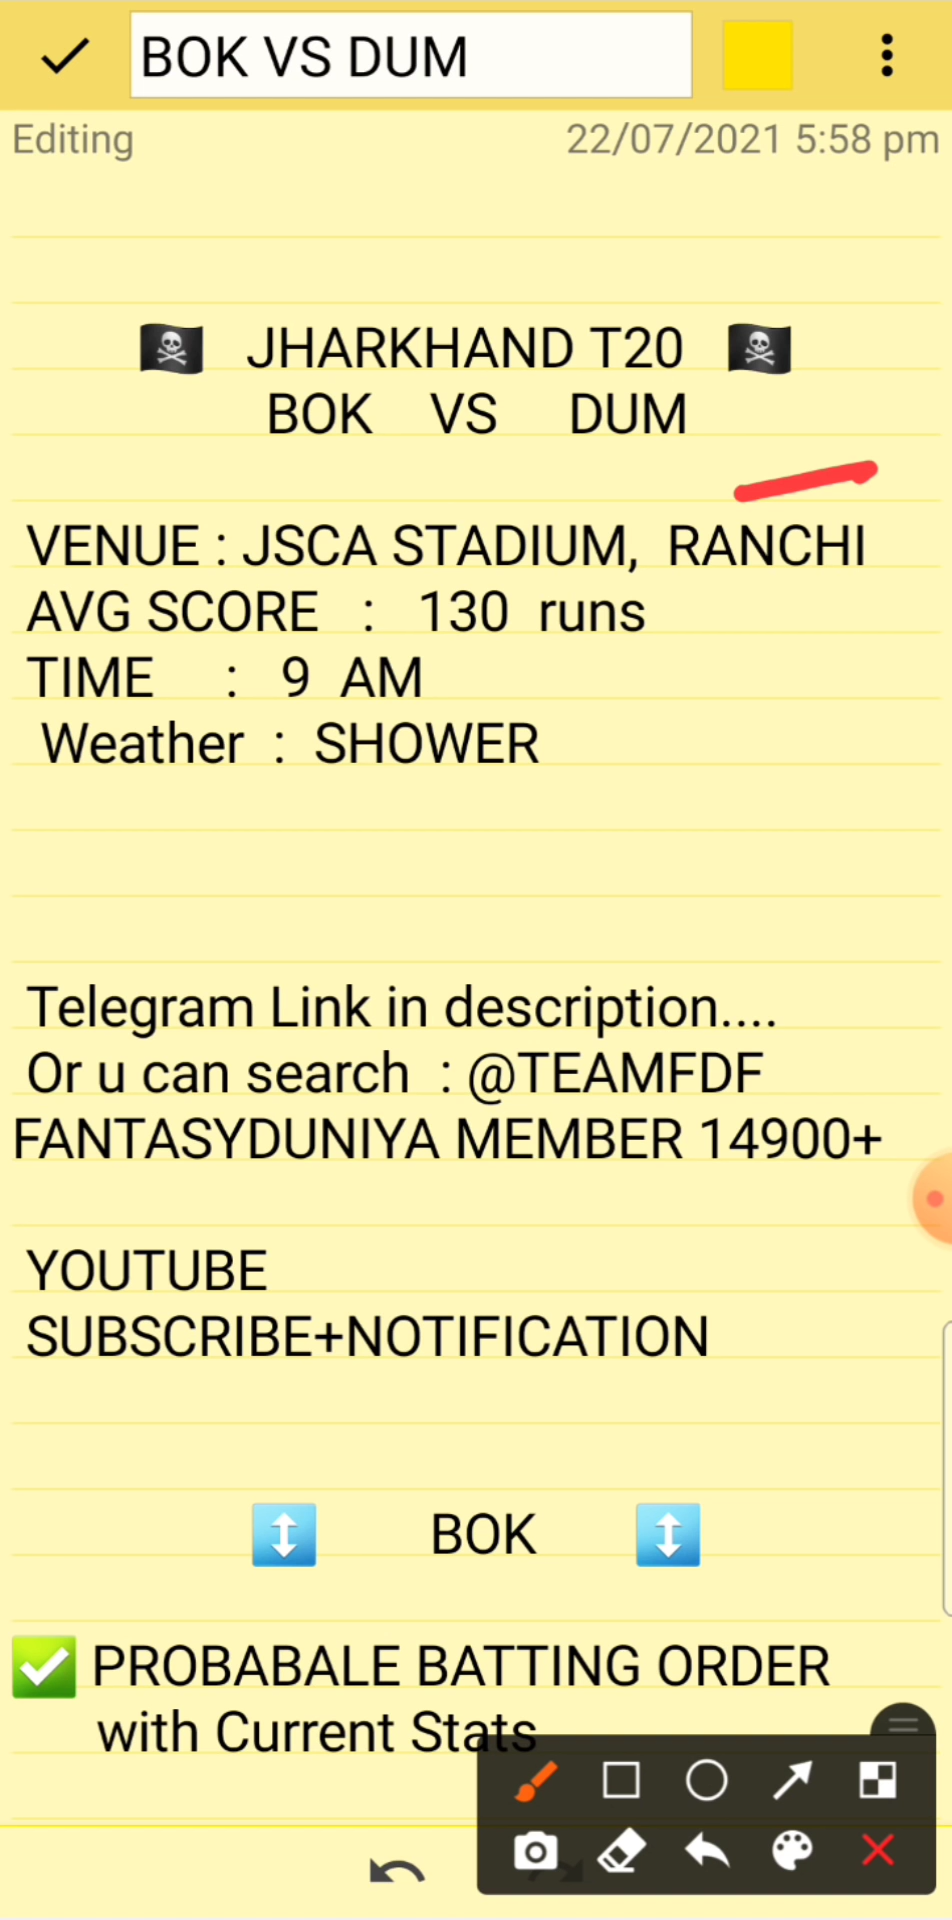 BOK VS DUM
Editing 22/07/2021 5:58 pm
JHARKHAND T20
BOK VS DUM
VENUE : JSCA STADIUM, RANCHI
AVG SCORE : 130 runs
TIME : 9 AM
Weather : SHOWER
Telegram Link in description....
Or u can search : @TEAMFDF
FANTASYDUNIYA MEMBER 14900+
YOUTUBE
SUBSCRIBE+NOTIFICATION
BOK
PROBABALE BATTING ORDER
with Current Stats